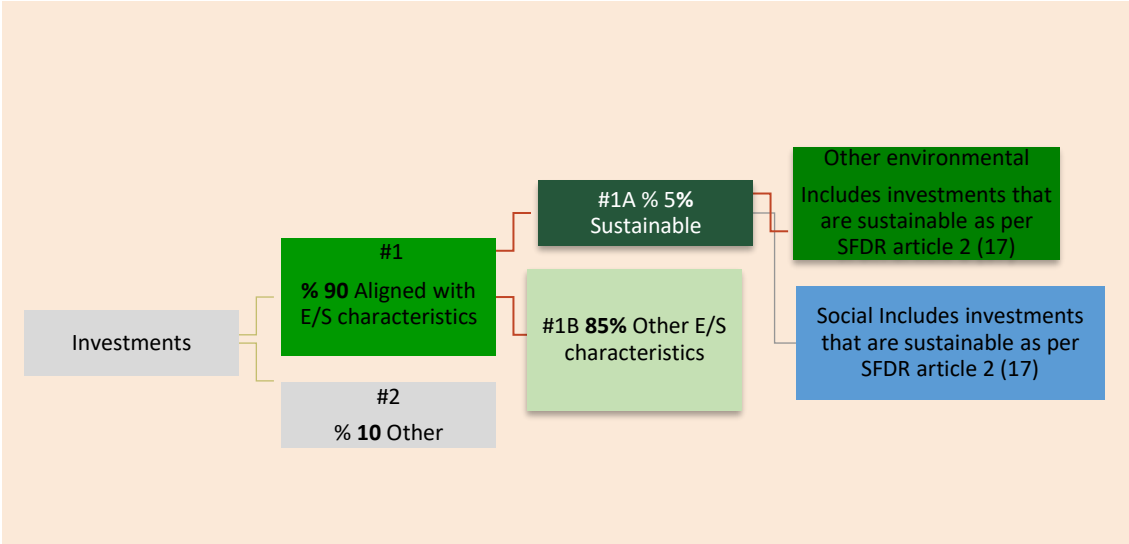 Investments
#1
% 90 Aligned with
E/S characteristics
#2
% 10 Other
#1A % 5%
Sustainable
#1B 85% Other E/S
characteristics
Other environmental
Includes investments that
are sustainable as per
SFDR article 2 (17)
Social Includes investments
that are sustainable as per
SFDR article 2 (17)